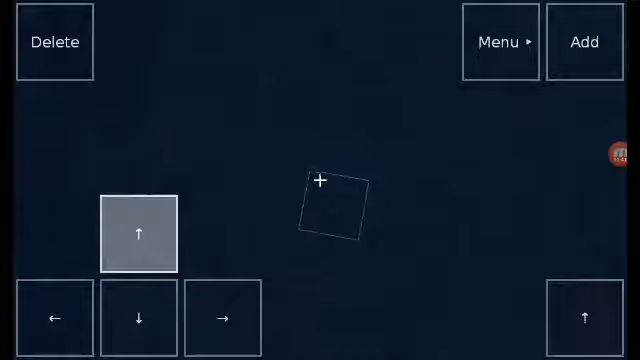 Delete
Menu ▸
Add
↑
←
↓
→
↑